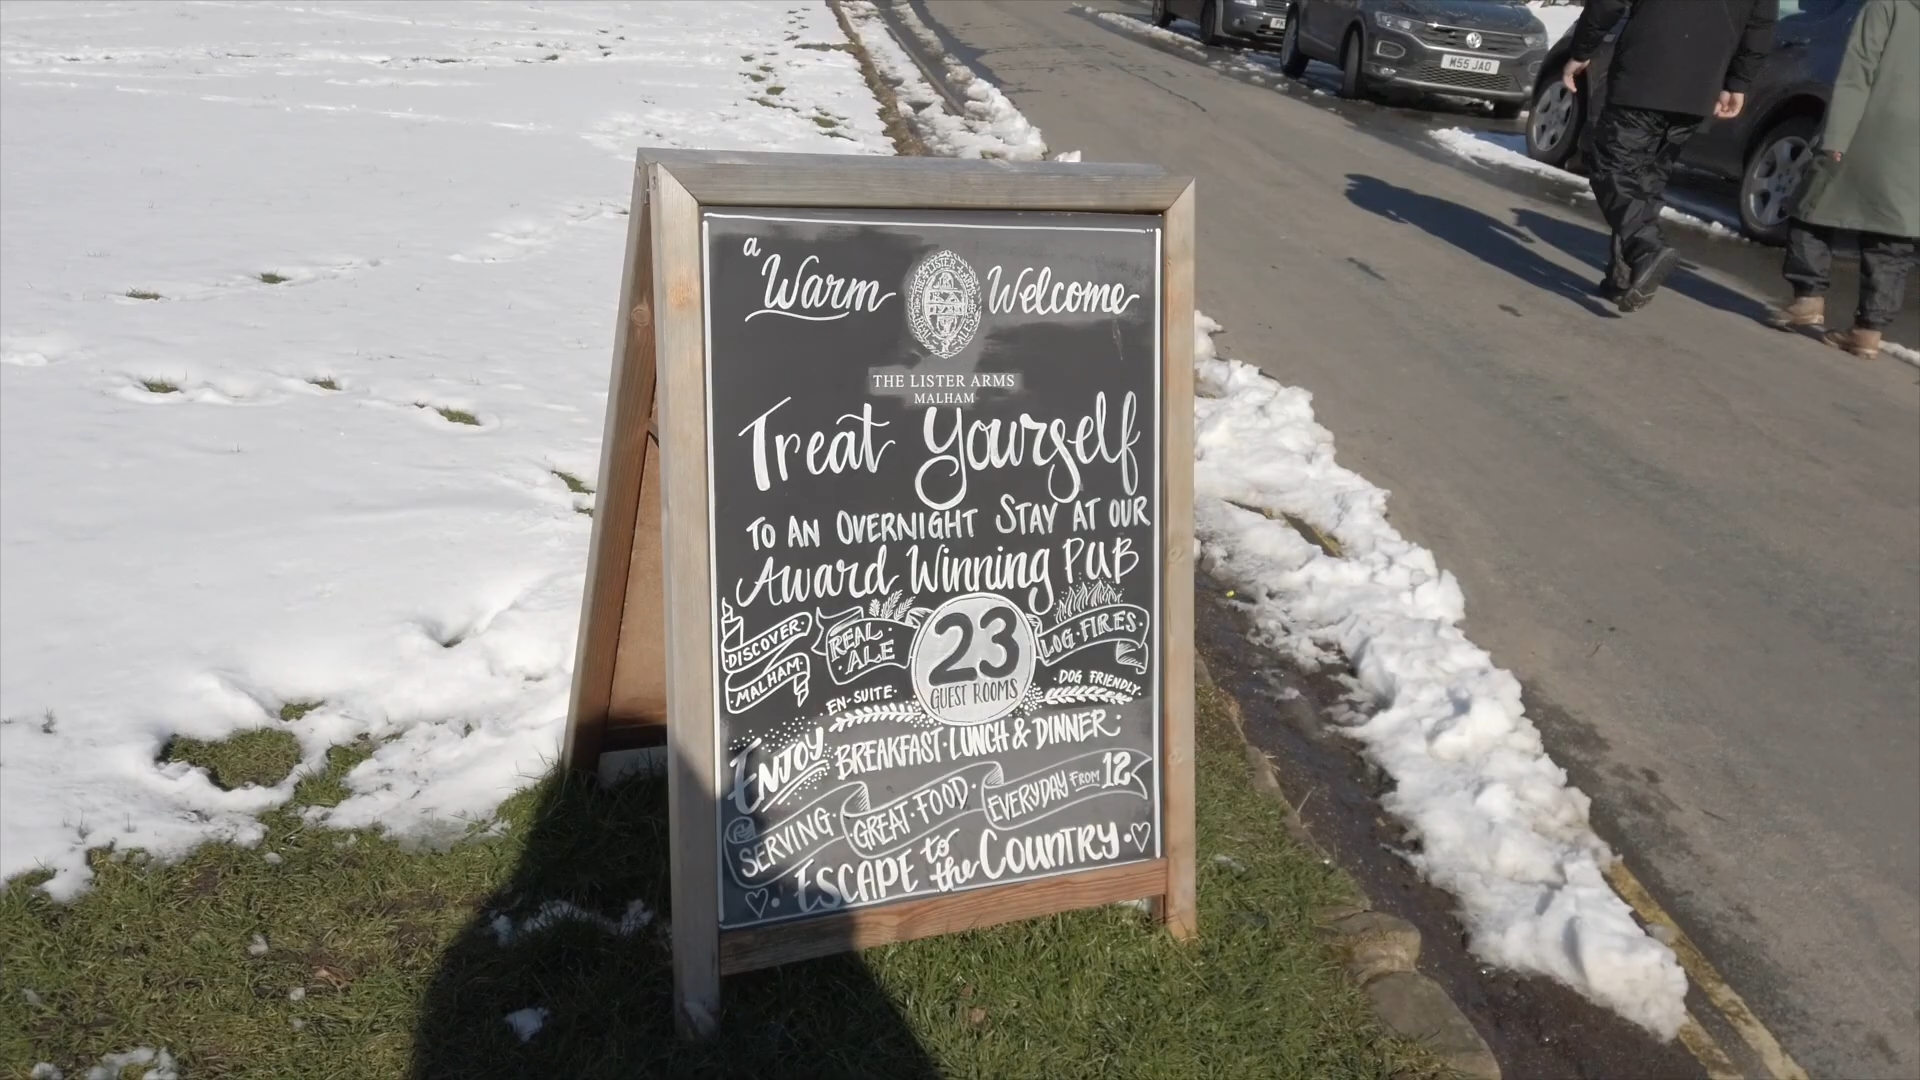 a Warm Welcome
THE LISTER ARMS
MALHAM
Treat Yourself
TO AN OVERNIGHT STAY AT OUR
Award Winning PUB
DISCOVER
MALHAM
REAL
ALE
23
GUEST ROOMS
LOG FIRES
EN-SUITE
DOG FRIENDLY
ENJOY BREAKFAST·LUNCH & DINNER
SERVING·GREAT·FOOD·EVERYDAY FROM 12
ESCAPE to the COUNTRY
M55 JAO